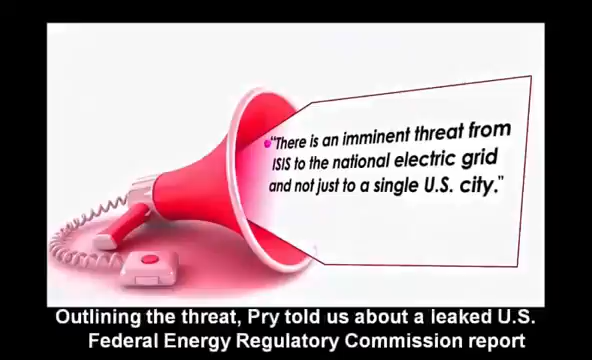 "There is an imminent threat from
ISIS to the national electric grid
and not just to a single U.S. city."
Outlining the threat, Pry told us about a leaked U.S.
Federal Energy Regulatory Commission report